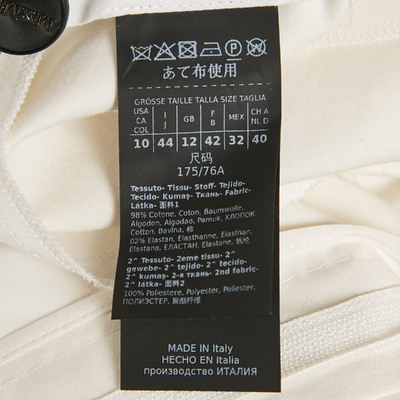 あて布使用
GRÖSSE TAILLE TALLA SIZE TAGLIA
USA CA COL I J GB F B MEX CH A NL D
10 44 12 42 32 40
尺码
175/76A
Tessuto- Tissu- Stoff- Tejido-
Tecido- Kumaş- Ткань- Fabric-
Látka- 面料1
98% Cotone, Coton, Baumwolle,
Algodon, Algodao, Pamuk, ХЛОПОК
Coton, Bavlna, 棉
02% Elastan, Elasthanne, Elasthan,
Elastano, ЕЛАСТАН, Elastane, 氨纶
2^ Tessuto- 2eme tissu- 2^
gewebe- 2^ tejido- 2^ tecido-
2^ kumaş- 2-я ткань- 2nd fabric-
2^ látka- 面料2
100% Poliestere, Polyester, Poliester,
ПОЛИЭСТЕР, 聚酯纤维
MADE IN Italy
HECHO EN Italia
производство ИТАЛИЯ